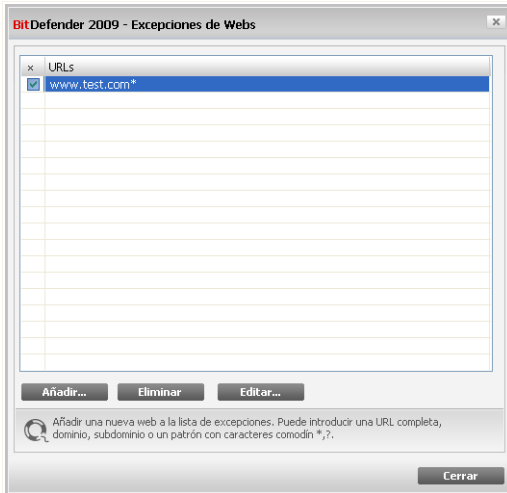 BitDefender 2009 - Excepciones de Webs
x URLs
www.test.com*
Añadir... Eliminar Editar...
Añadir una nueva web a la lista de excepciones. Puede introducir una URL completa,
dominio, subdominio o un patrón con caracteres comodín *,?.
Cerrar